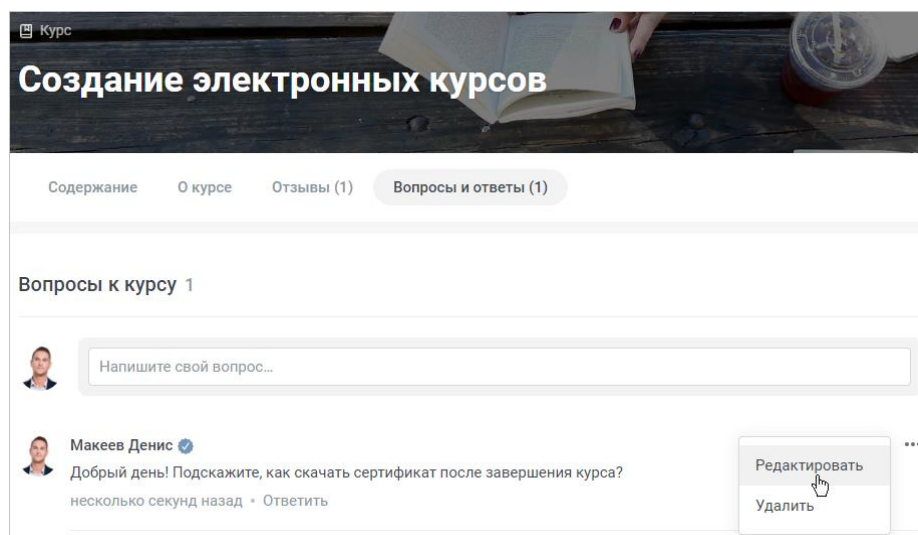 Курс
Создание электронных курсов
Содержание О курсе Отзывы (1) Вопросы и ответы (1)
Вопросы к курсу 1
Напишите свой вопрос...
Макеев Денис
Добрый день! Подскажите, как скачать сертификат после завершения курса?
несколько секунд назад • Ответить
Редактировать
Удалить